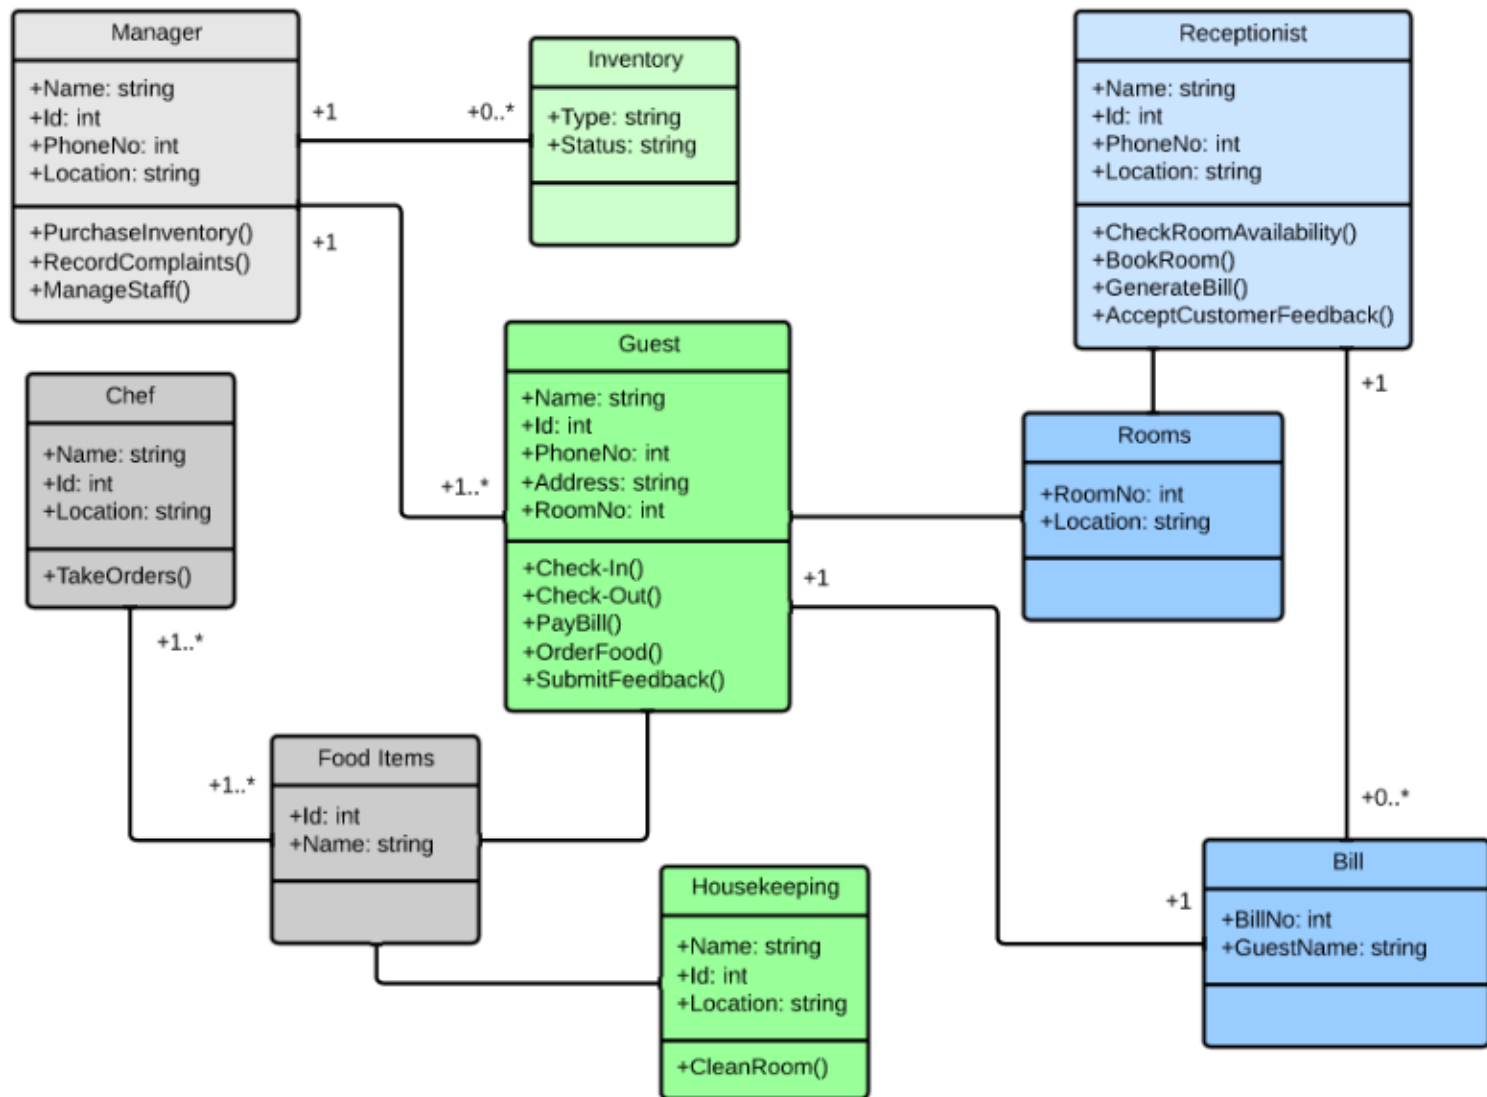 Manager
+Name: string
+Id: int
+PhoneNo: int
+Location: string
+PurchaseInventory()
+RecordComplaints()
+ManageStaff()
+1
+0..*
+1
Inventory
+Type: string
+Status: string
Receptionist
+Name: string
+Id: int
+PhoneNo: int
+Location: string
+CheckRoomAvailability()
+BookRoom()
+GenerateBill()
+AcceptCustomerFeedback()
+1
Chef
+Name: string
+Id: int
+Location: string
+TakeOrders()
+1..*
+1..*
Guest
+Name: string
+Id: int
+PhoneNo: int
+Address: string
+RoomNo: int
+Check-In()
+Check-Out()
+PayBill()
+OrderFood()
+SubmitFeedback()
+1
Rooms
+RoomNo: int
+Location: string
+1..*
Food Items
+Id: int
+Name: string
Housekeeping
+Name: string
+Id: int
+Location: string
+CleanRoom()
+0..*
+1
Bill
+BillNo: int
+GuestName: string